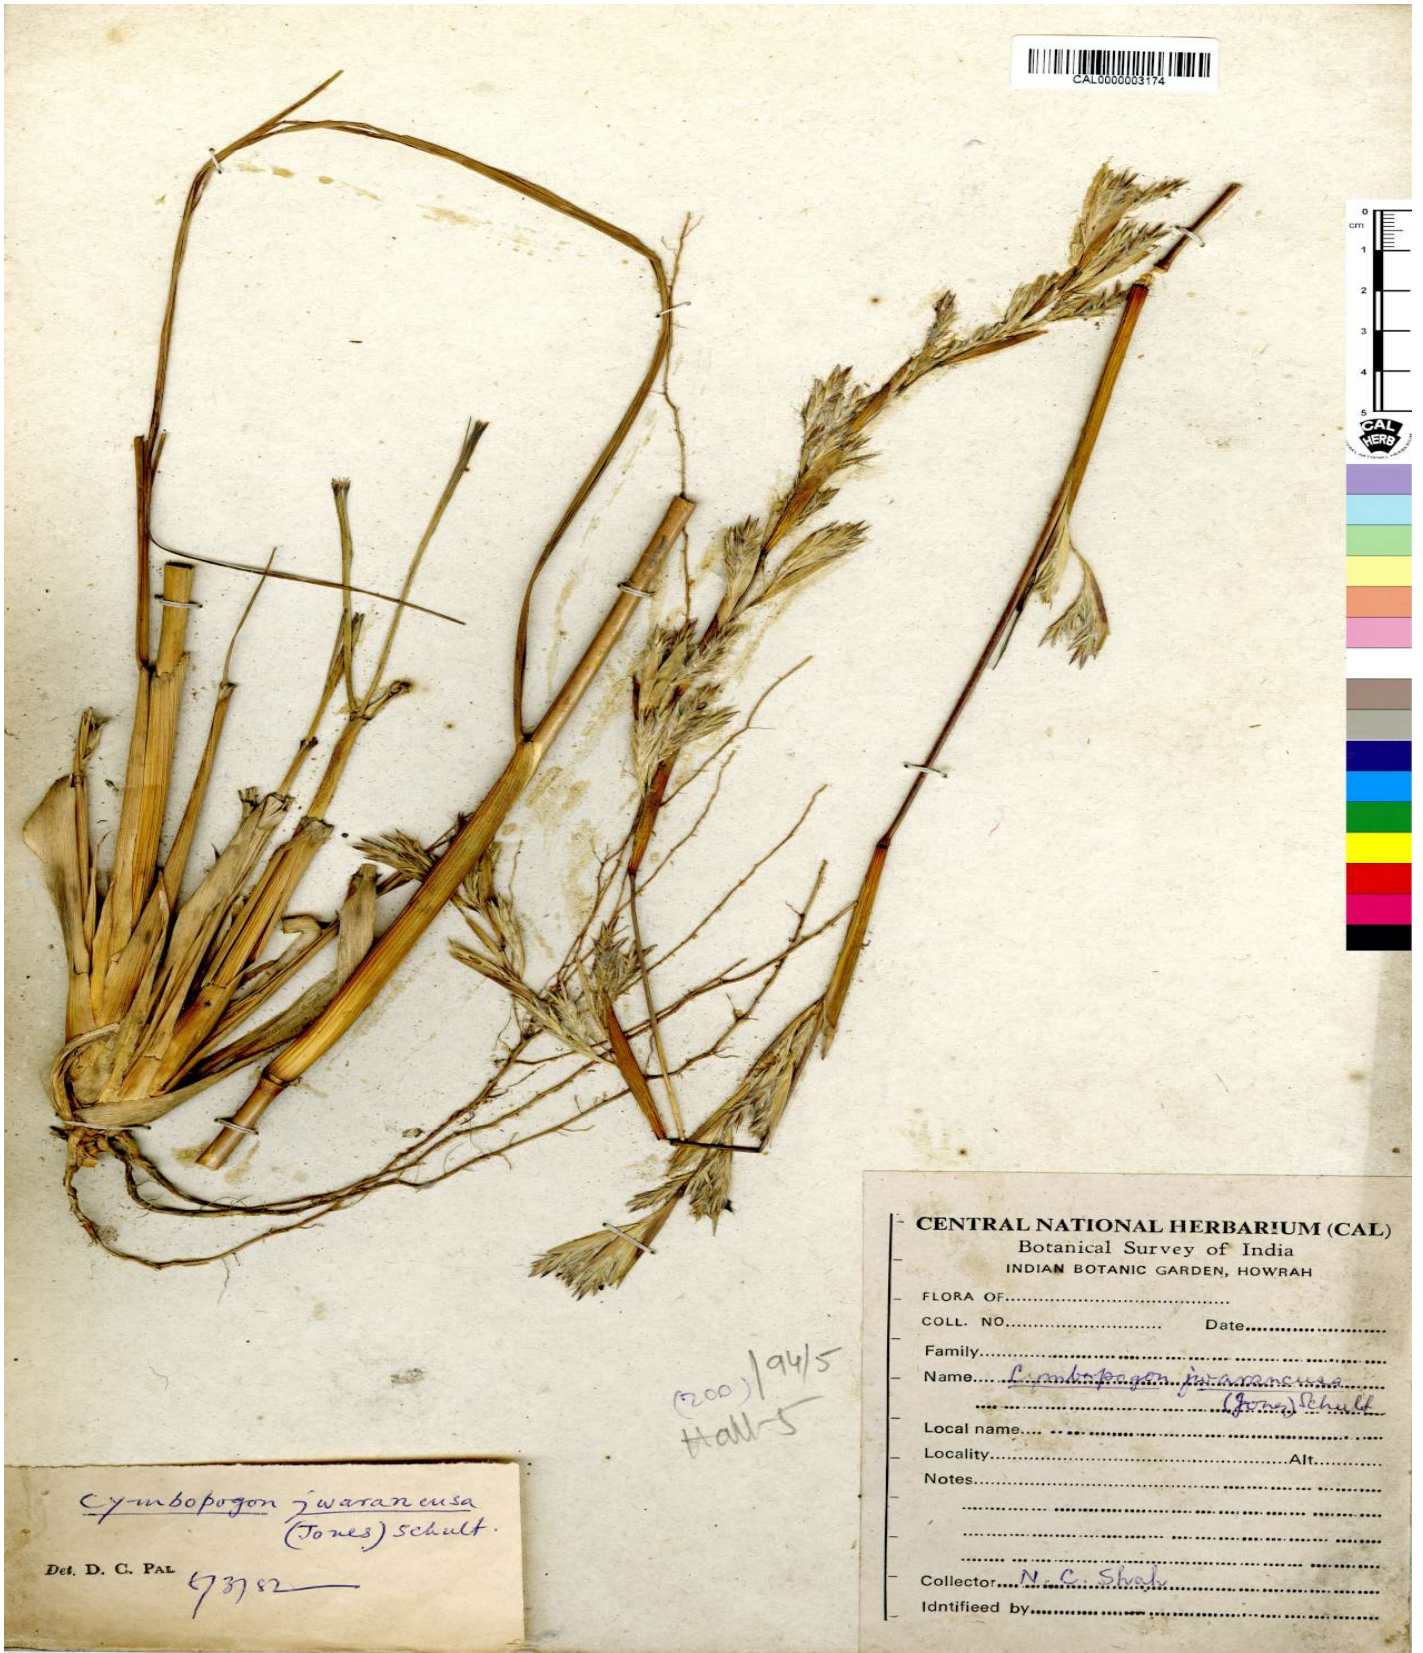 CAL0000003174
0
cm
1
2
3
4
5
CAL
HERB
CENTRAL NATIONAL HERBARIUM (CAL)
Botanical Survey of India
INDIAN BOTANIC GARDEN, HOWRAH
FLORA OF
COLL. NO. Date
Family
Name Cymbopogon jwarancusa
(Jones) Schult
Local name
Locality Alt.
Notes
Collector N. C. Shah
Idntifieed by
(200)/94/5
Hall-5
Cymbopogon jwarancusa
(Jones) Schult.
Det. D. C. PAL
/3/82